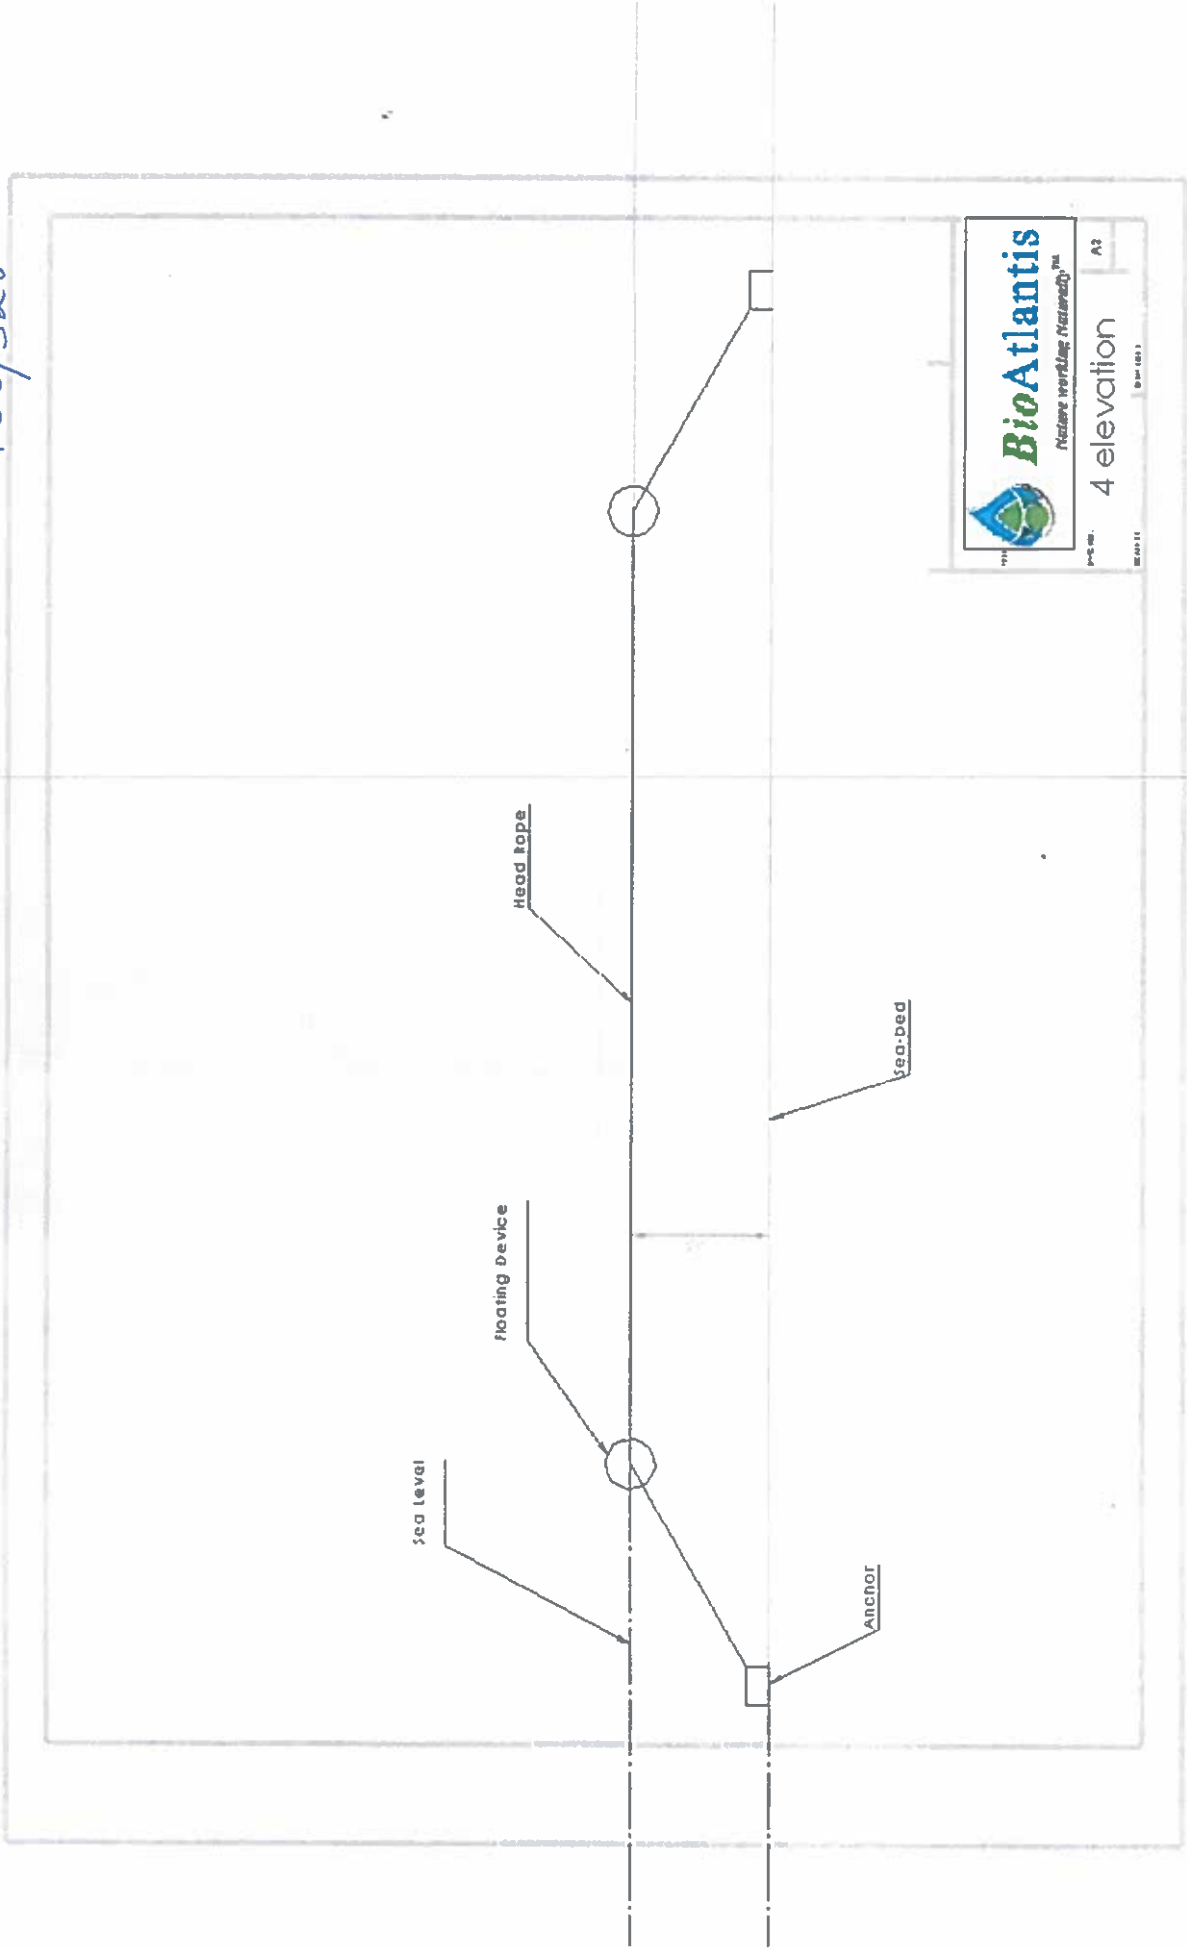 Sea Level
Floating Device
Head Rope
Anchor
Sea-bed
BioAtlantis
Nature working Naturally™
4 elevation
A3